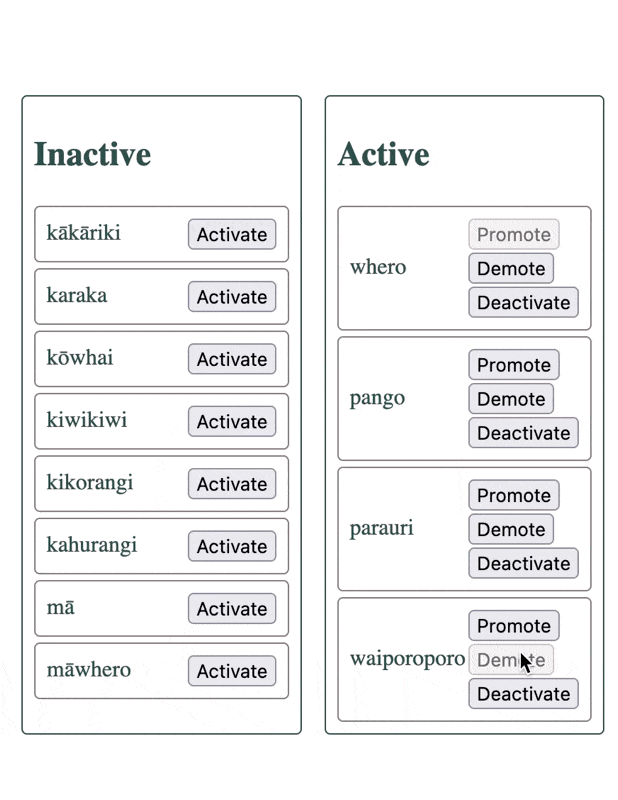 Inactive
kākāriki Activate
karaka Activate
kōwhai Activate
kiwikiwi Activate
kikorangi Activate
kahurangi Activate
mā Activate
māwhero Activate
Active
Promote
whero Demote
Deactivate
Promote
pango Demote
Deactivate
Promote
parauri Demote
Deactivate
Promote
waiporoporo Demote
Deactivate